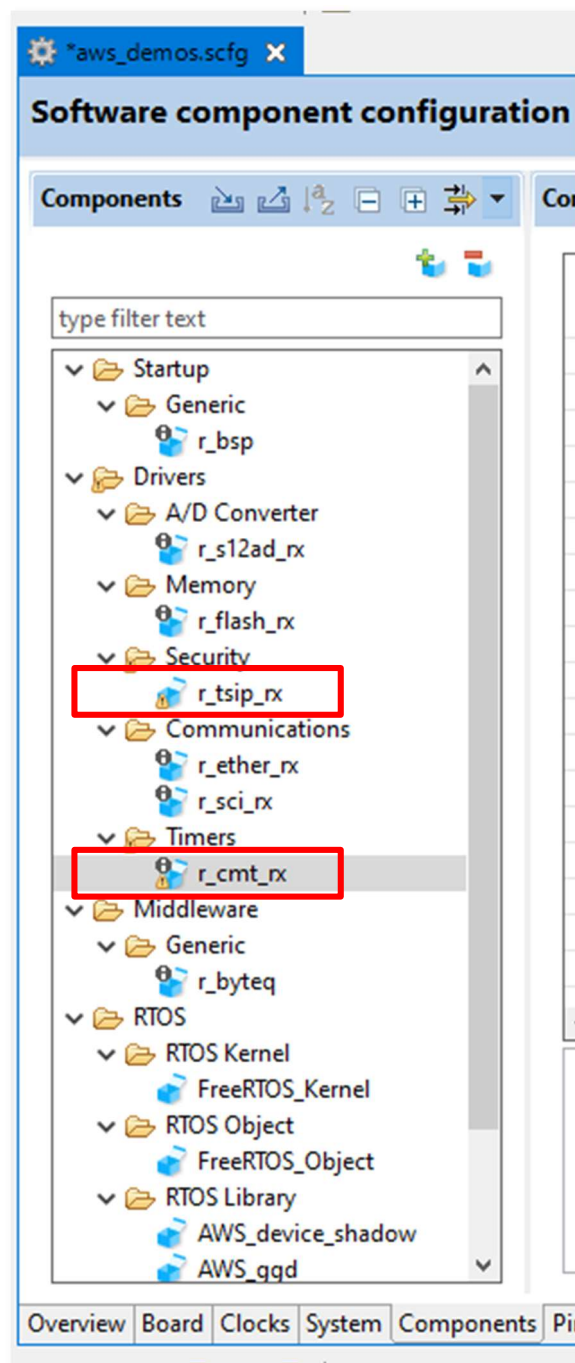 *aws_demos.scfg
Software component configuration
Components
type filter text
Startup
Generic
r_bsp
Drivers
A/D Converter
r_s12ad_rx
Memory
r_flash_rx
Security
r_tsip_rx
Communications
r_ether_rx
r_sci_rx
Timers
r_cmt_rx
Middleware
Generic
r_byteq
RTOS
RTOS Kernel
FreeRTOS_Kernel
RTOS Object
FreeRTOS_Object
RTOS Library
AWS_device_shadow
AWS_ggd
Overview Board Clocks System Components